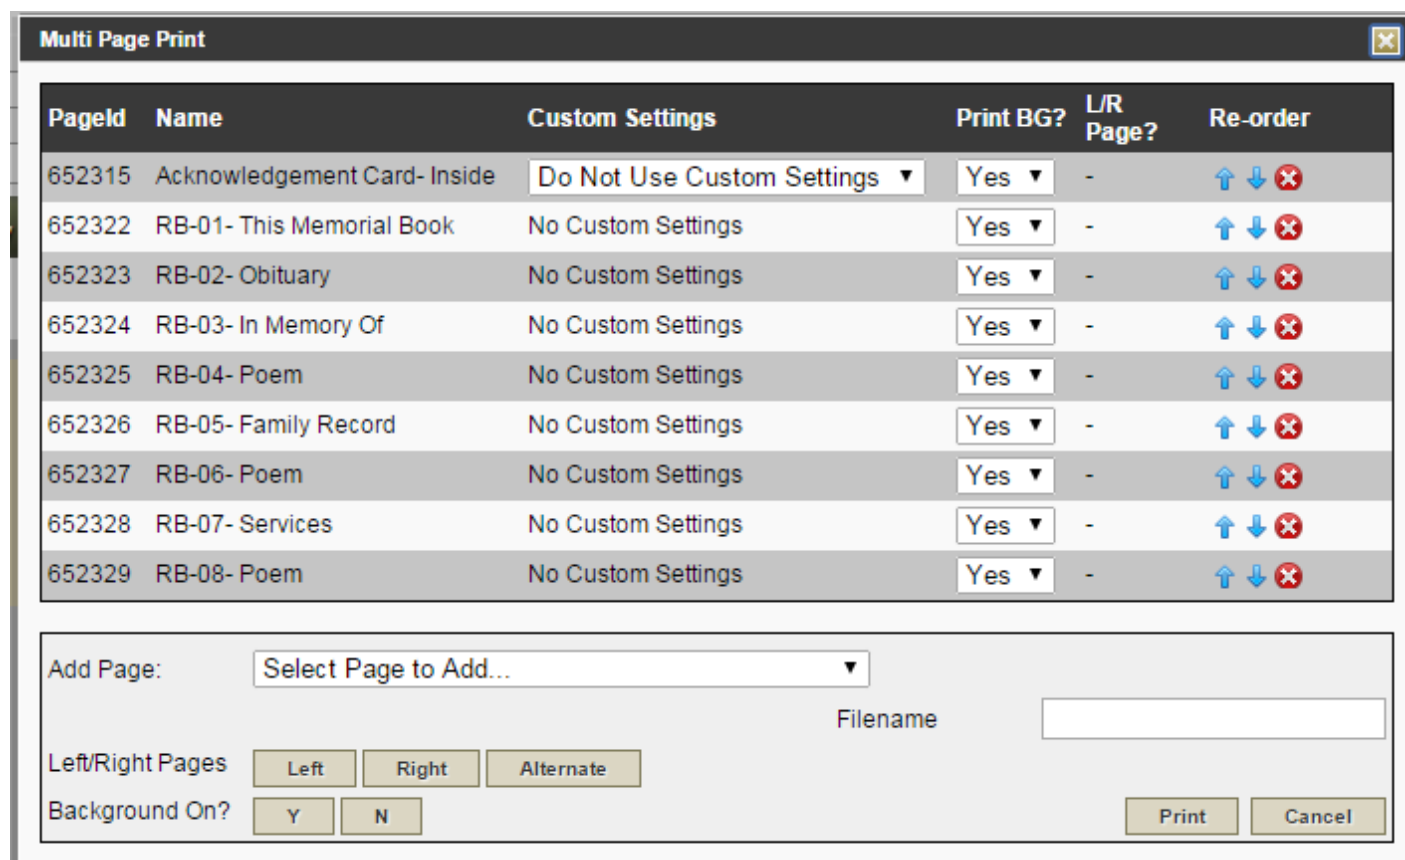 Multi Page Print
PageId Name Custom Settings Print BG? L/R Page? Re-order
652315 Acknowledgement Card- Inside Do Not Use Custom Settings Yes -
652322 RB-01- This Memorial Book No Custom Settings Yes -
652323 RB-02- Obituary No Custom Settings Yes -
652324 RB-03- In Memory Of No Custom Settings Yes -
652325 RB-04- Poem No Custom Settings Yes -
652326 RB-05- Family Record No Custom Settings Yes -
652327 RB-06- Poem No Custom Settings Yes -
652328 RB-07- Services No Custom Settings Yes -
652329 RB-08- Poem No Custom Settings Yes -
Add Page: Select Page to Add...
Filename
Left/Right Pages Left Right Alternate
Background On? Y N Print Cancel